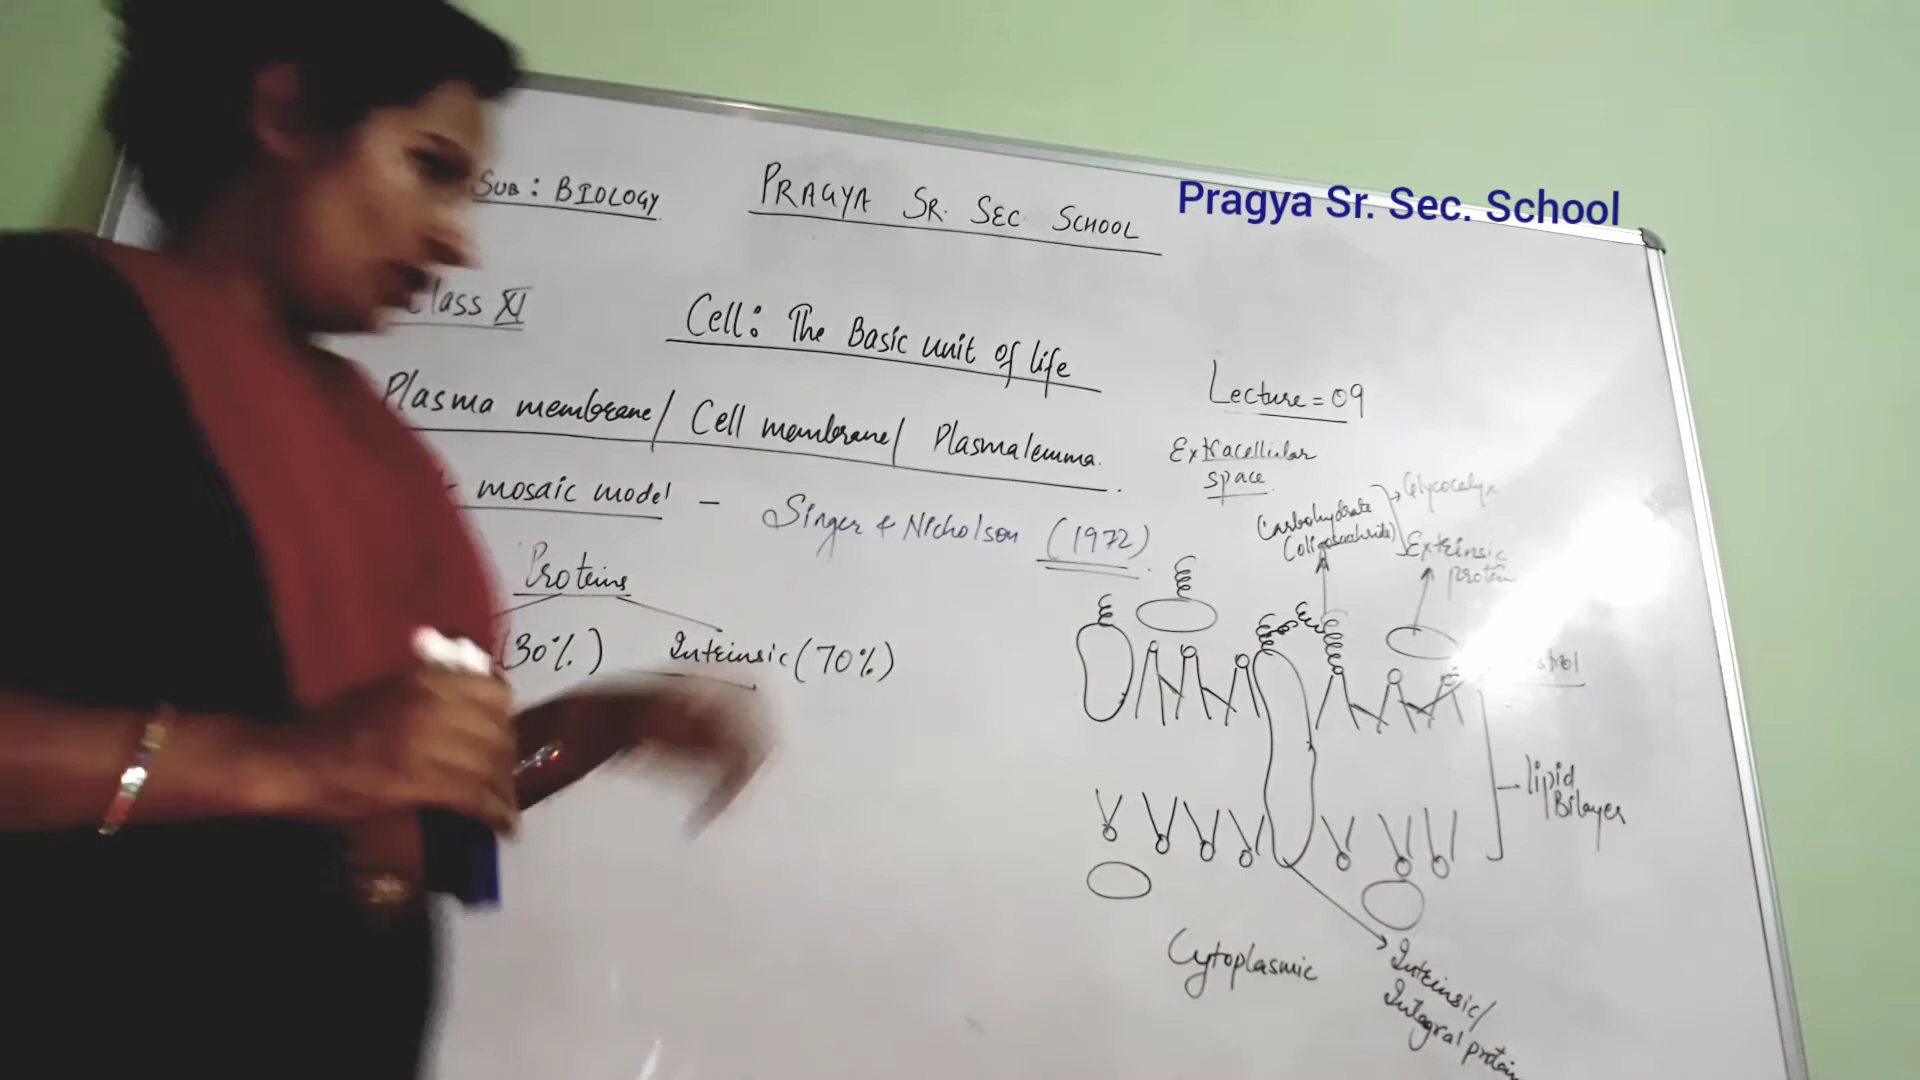 Sub: BIOLOGY
PRAGYA SR. SEC SCHOOL
Pragya Sr. Sec. School
Class XI
Cell: The Basic unit of life
Lecture = 09
Plasma membrane/ Cell membrane/ Plasmalemma.
mosaic model - Singer & Nicholson (1972)
Extracellular
space
Glycocalyx
Carbohydrate
(oligosaccharide)
Extrinsic
protein
Proteins
(30%) Intrinsic (70%)
lipid
Bilayer
Cytoplasmic
Intrinsic/
Integral protein